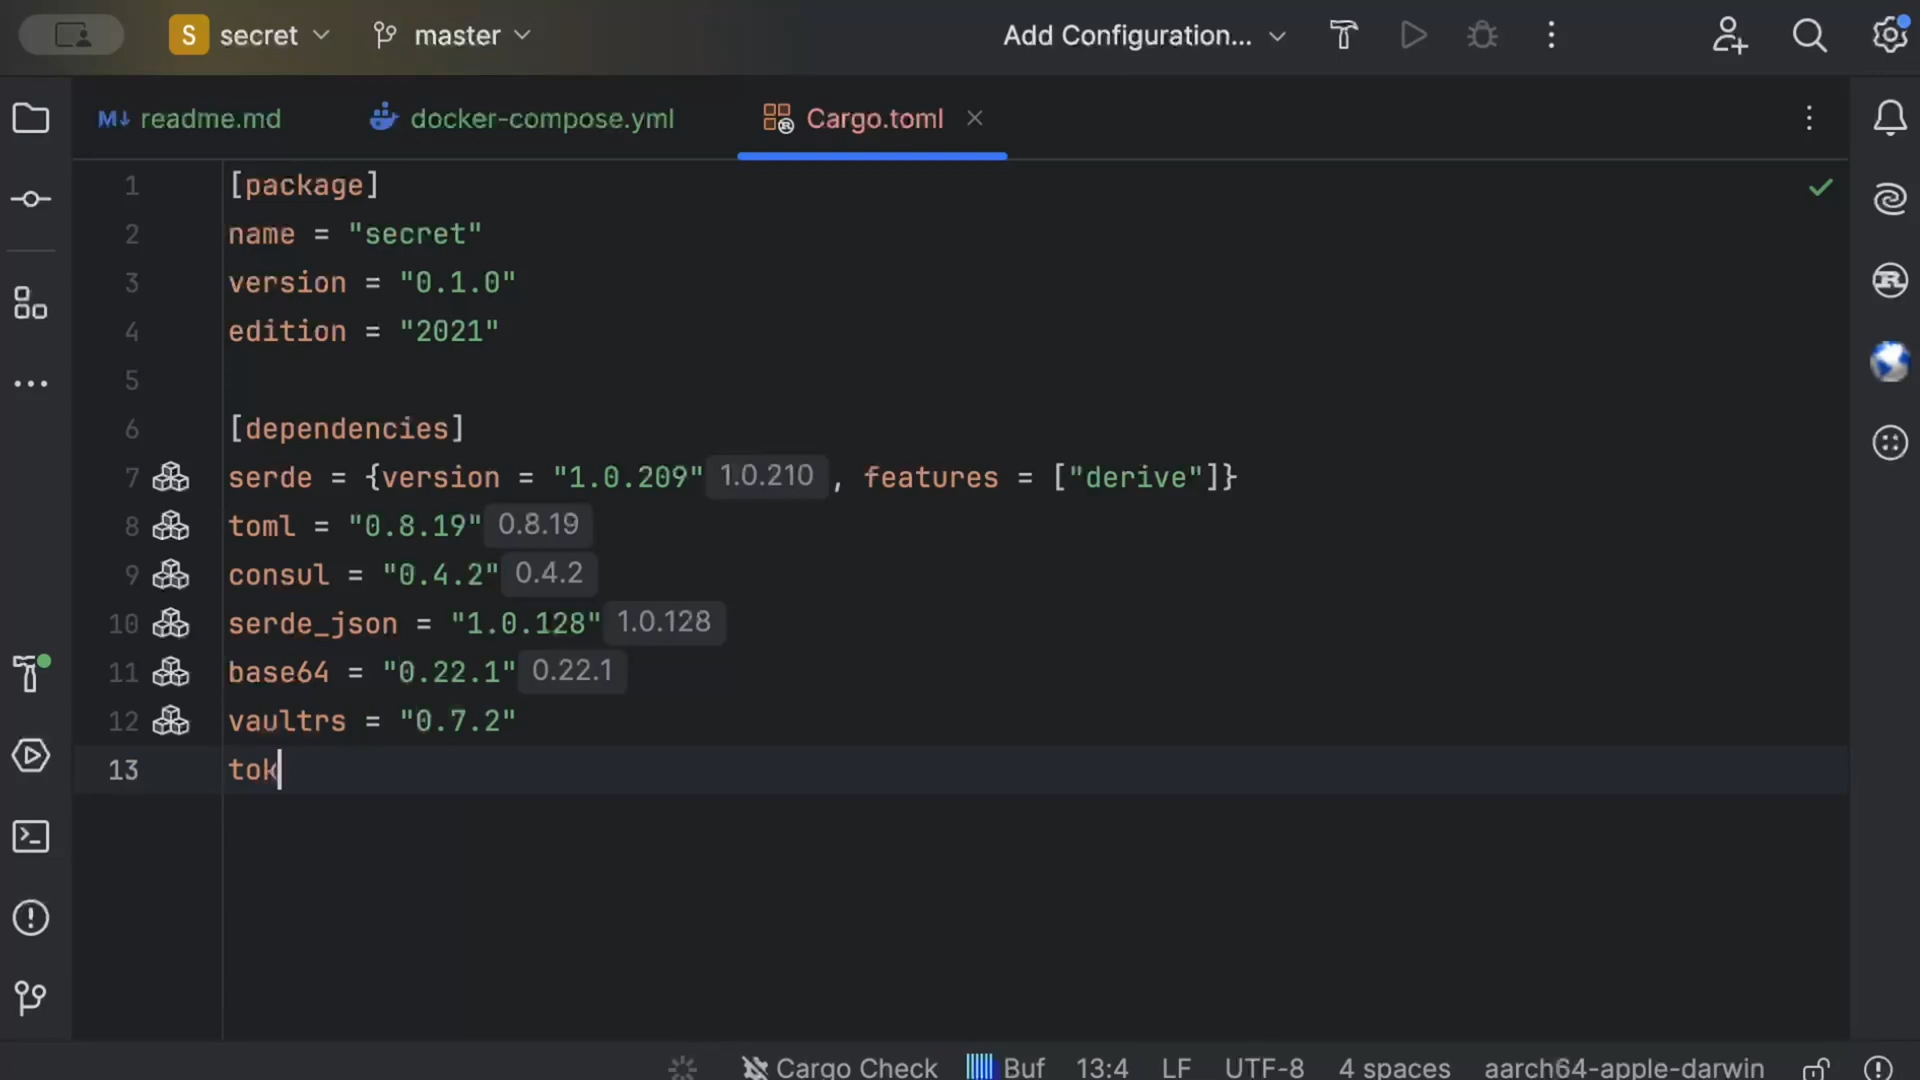 S secret master Add Configuration...
M↓ readme.md docker-compose.yml Cargo.toml
1 [package]
2 name = "secret"
3 version = "0.1.0"
4 edition = "2021"
5
6 [dependencies]
7 serde = {version = "1.0.209" 1.0.210 , features = ["derive"]}
8 toml = "0.8.19" 0.8.19
9 consul = "0.4.2" 0.4.2
10 serde_json = "1.0.128" 1.0.128
11 base64 = "0.22.1" 0.22.1
12 vaultrs = "0.7.2"
13 tok
Cargo Check Buf 13:4 LF UTF-8 4 spaces aarch64-apple-darwin